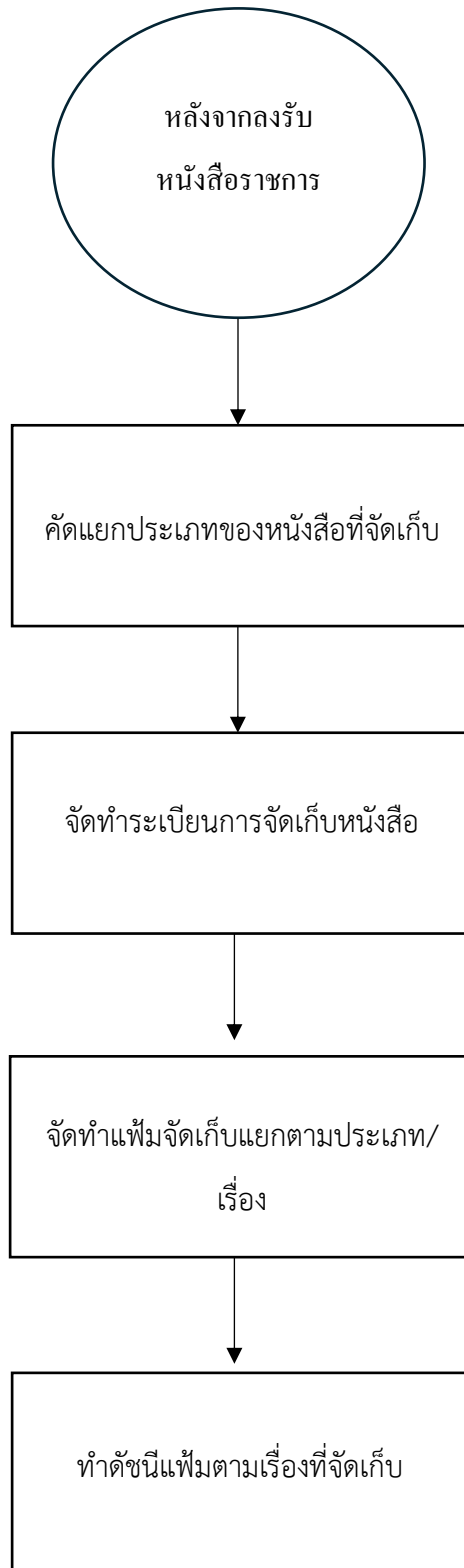 หลังจากลงรับ
หนังสือราชการ
คัดแยกประเภทของหนังสือที่จัดเก็บ
จัดทำระเบียนการจัดเก็บหนังสือ
จัดทำแฟ้มจัดเก็บแยกตามประเภท/
เรื่อง
ทำดัชนีแฟ้มตามเรื่องที่จัดเก็บ